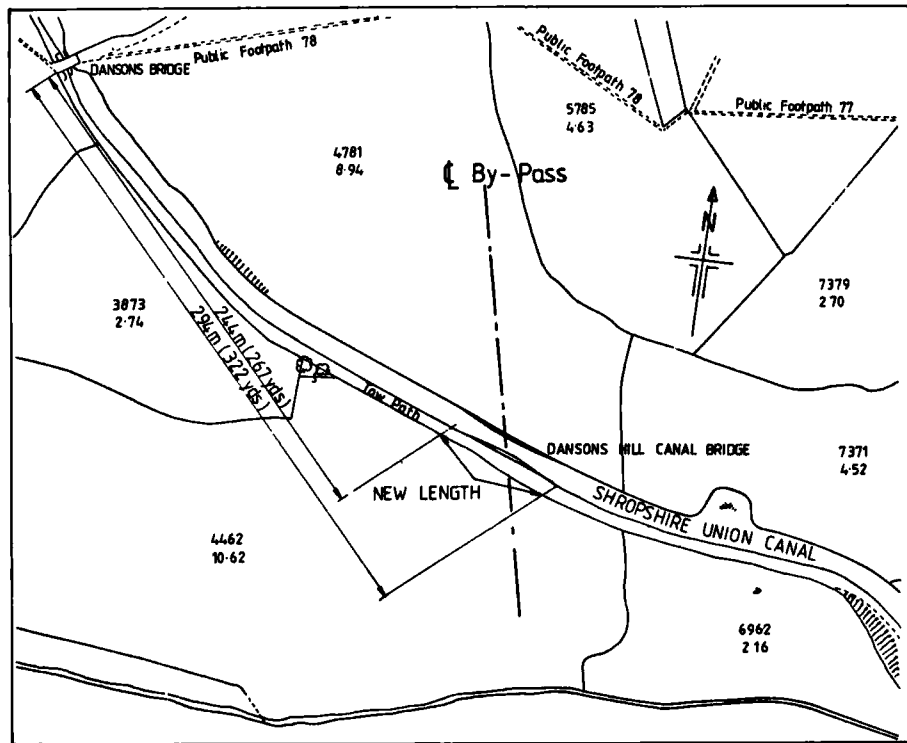 Public Footpath 78
DANSONS BRIDGE
Public Footpath 78
5785
4·63
Public Footpath 77
4781
8·94
℄ By-Pass
N
7379
2 70
3873
2·74
244m (267 yds)
294m (322 yds)
Tow Path
DANSONS HILL CANAL BRIDGE
7371
4·52
NEW LENGTH
SHROPSHIRE UNION CANAL
4462
10·62
6962
2 16